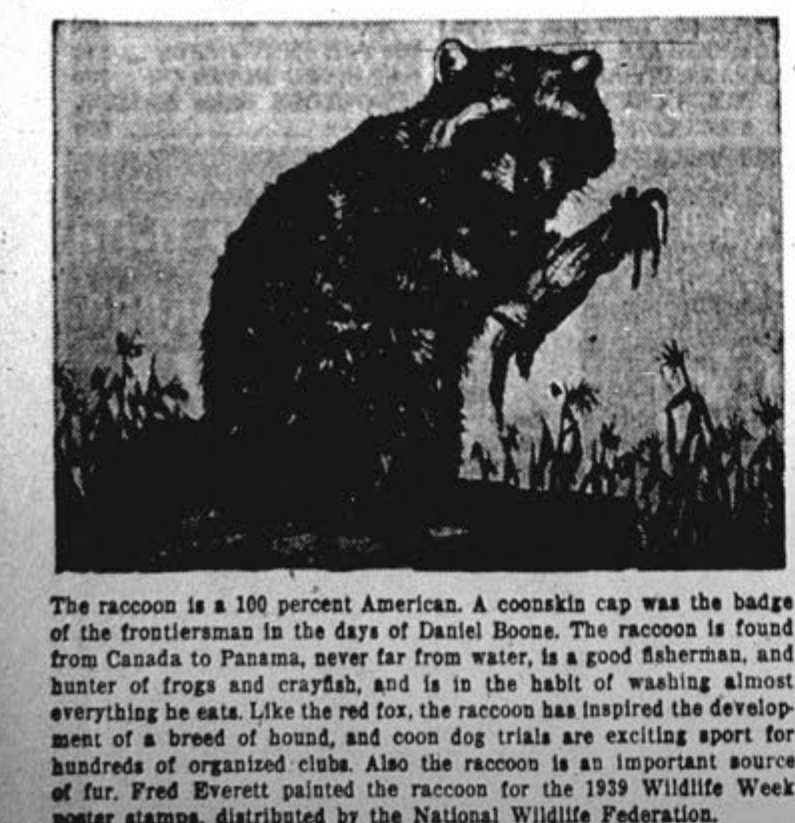 The raccoon is a 100 percent American. A coonskin cap was the badge
of the frontiersman in the days of Daniel Boone. The raccoon is found
from Canada to Panama, never far from water, is a good fisherman, and
hunter of frogs and crayfish, and is in the habit of washing almost
everything he eats. Like the red fox, the raccoon has inspired the develop-
ment of a breed of hound, and coon dog trials are exciting sport for
hundreds of organized clubs. Also the raccoon is an important source
of fur. Fred Everett painted the raccoon for the 1939 Wildlife Week
poster stamps, distributed by the National Wildlife Federation.